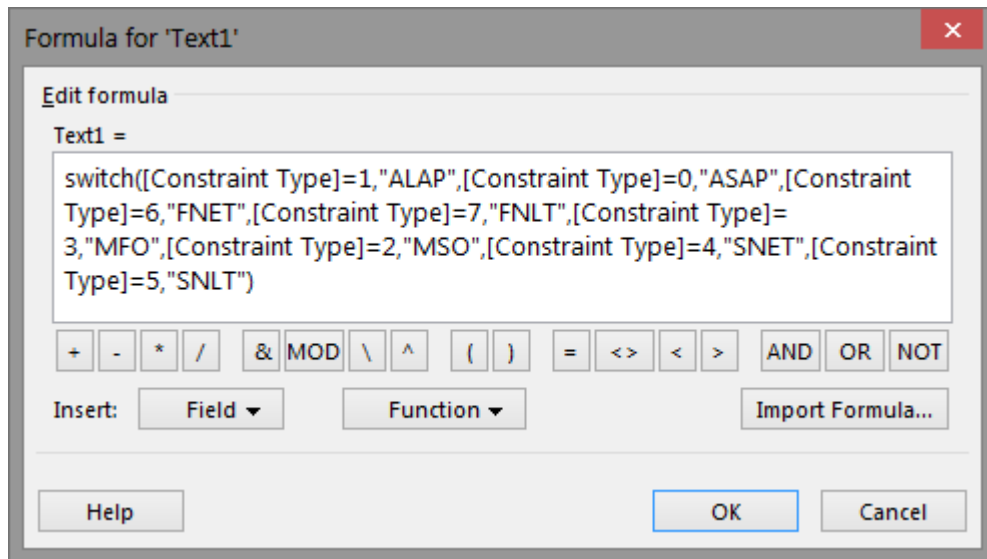 Formula for 'Text1'
×
Edit formula
Text1 =
switch([Constraint Type]=1,"ALAP",[Constraint Type]=0,"ASAP",[Constraint
Type]=6,"FNET",[Constraint Type]=7,"FNLT",[Constraint Type]=
3,"MFO",[Constraint Type]=2,"MSO",[Constraint Type]=4,"SNET",[Constraint
Type]=5,"SNLT")
+ - * / & MOD \ ^ ( ) = <> < > AND OR NOT
Insert: Field Function Import Formula...
Help OK Cancel